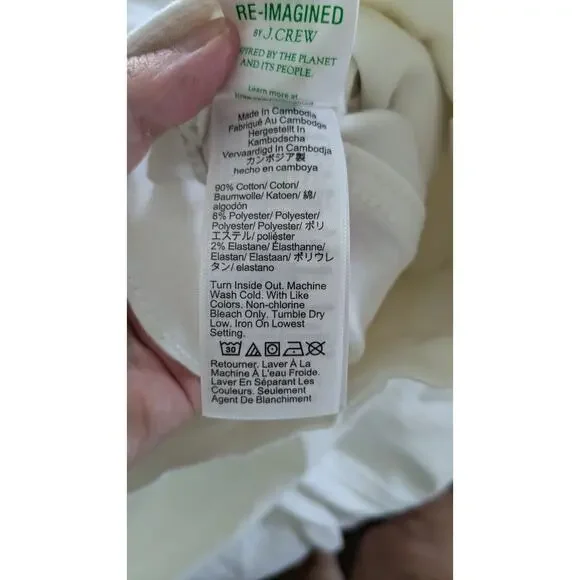 RE-IMAGINED
BY J.CREW
PIRED BY THE PLANET
AND ITS PEOPLE.
Learn more at
Made In Cambodia
Fabriqué Au Cambodge
Hergestellt In
Kambodscha
Vervaardigd In Cambodja
カンボジア製
hecho en camboya
90% Cotton/ Coton/
Baumwolle/ Katoen/ 綿/
algodón
8% Polyester/ Polyester/
Polyester/ Polyester/ ポリ
エステル/ poliéster
2% Elastane/ Élasthanne/
Elastan/ Elastaan/ ポリウレ
タン/ elastano
Turn Inside Out. Machine
Wash Cold. With Like
Colors. Non-chlorine
Bleach Only. Tumble Dry
Low. Iron On Lowest
Setting.
30
Retourner. Laver À La
Machine À L'eau Froide.
Laver En Séparant Les
Couleurs. Seulement
Agent De Blanchiment